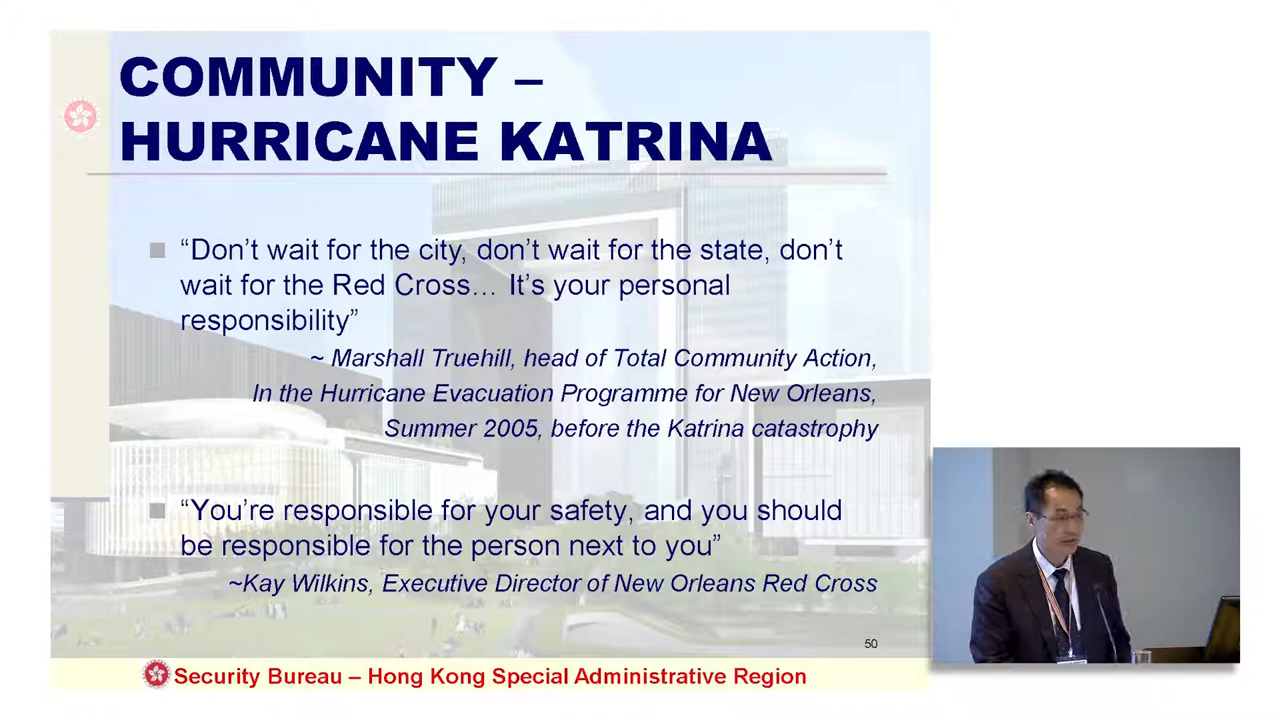 COMMUNITY –
HURRICANE KATRINA
“Don’t wait for the city, don’t wait for the state, don’t
wait for the Red Cross… It’s your personal
responsibility”
~ Marshall Truehill, head of Total Community Action,
In the Hurricane Evacuation Programme for New Orleans,
Summer 2005, before the Katrina catastrophy
“You’re responsible for your safety, and you should
be responsible for the person next to you”
~Kay Wilkins, Executive Director of New Orleans Red Cross
50
Security Bureau – Hong Kong Special Administrative Region